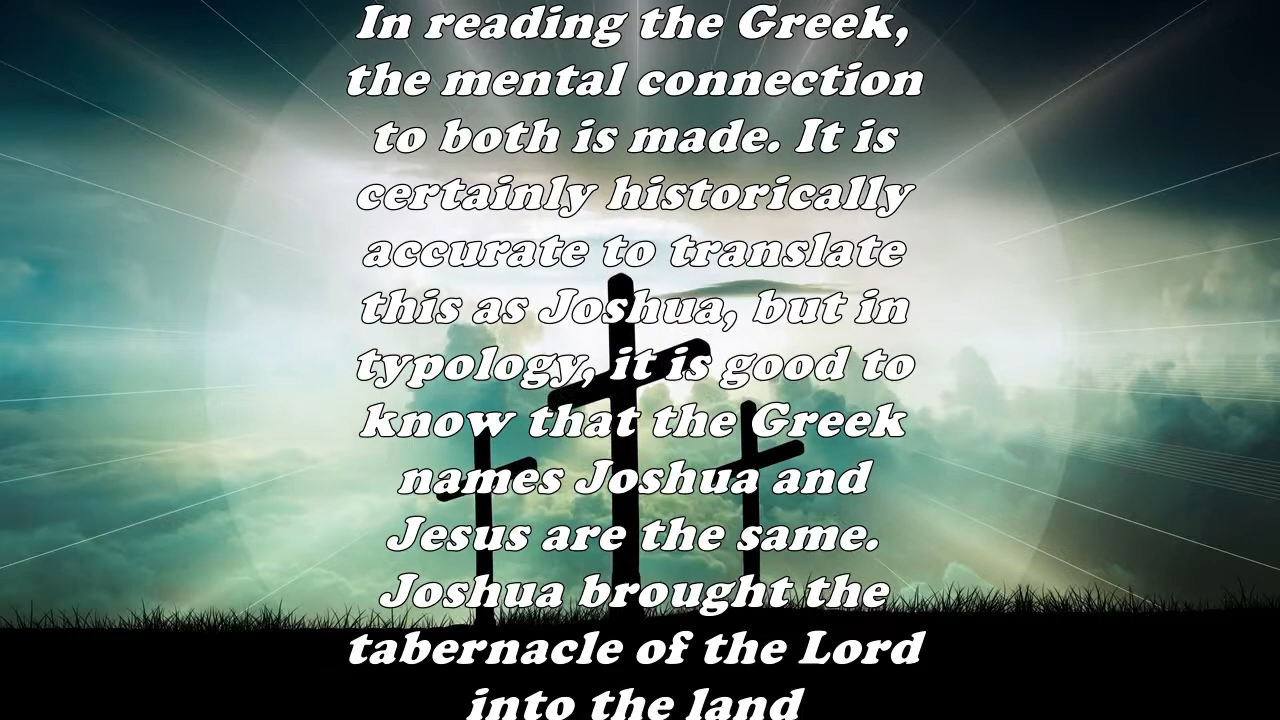 In reading the Greek,
the mental connection
to both is made. It is
certainly historically
accurate to translate
this as Joshua, but in
typology, it is good to
know that the Greek
names Joshua and
Jesus are the same.
Joshua brought the
tabernacle of the Lord
into the land